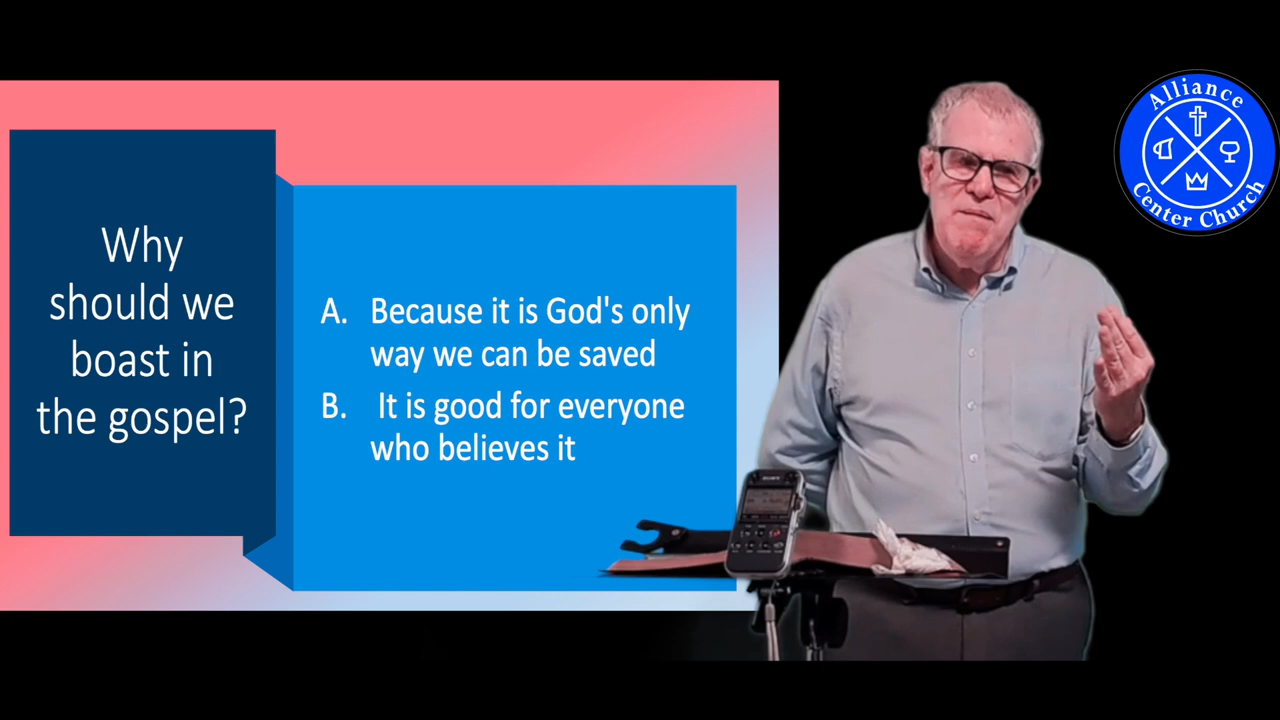 Why
should we
boast in
the gospel?
A. Because it is God's only
way we can be saved
B. It is good for everyone
who believes it
Alliance
Center Church
SONY